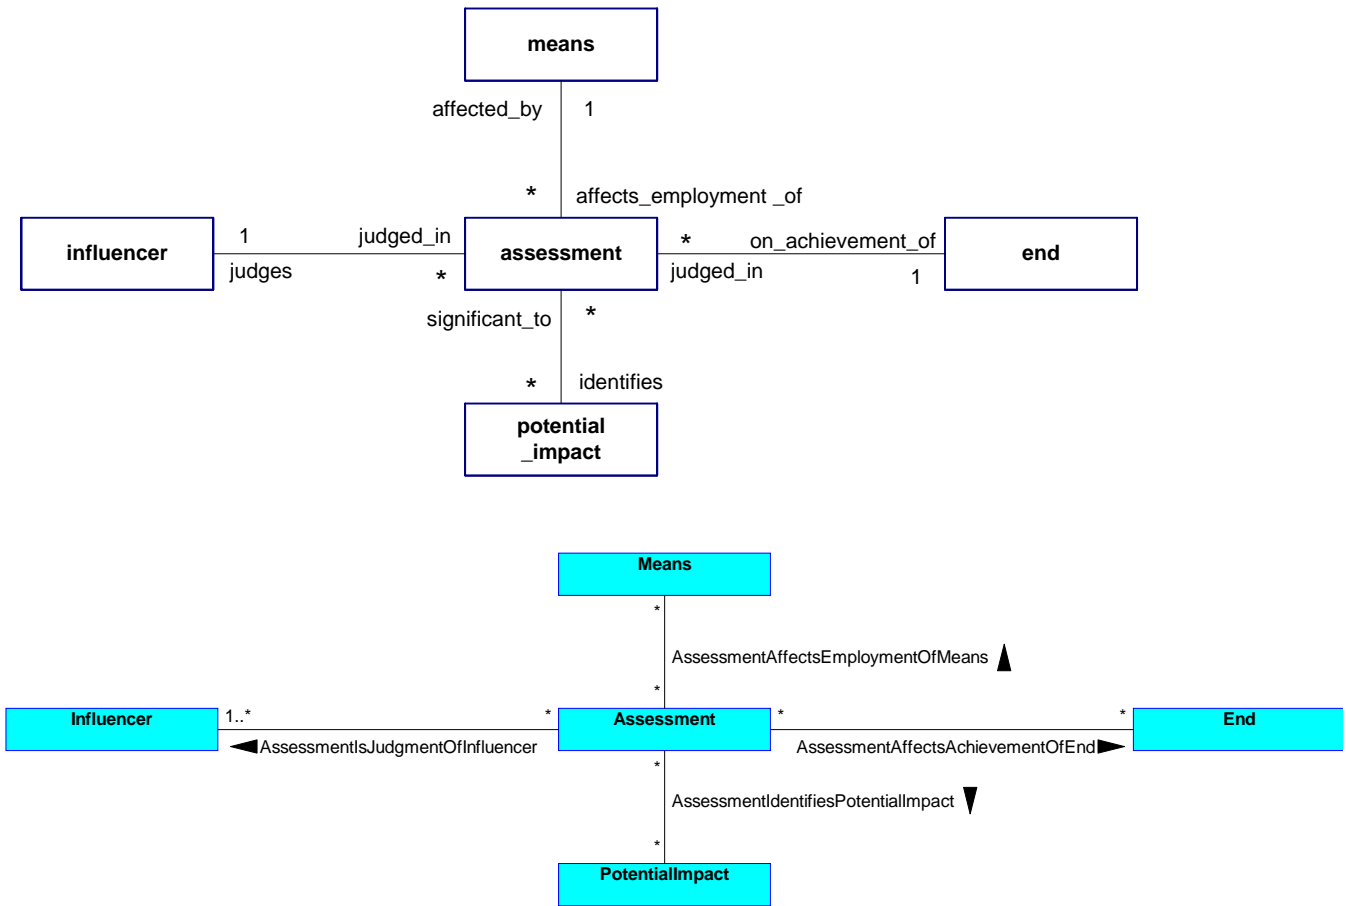 means
affected_by 1
* affects_employment _of
influencer 1 judged_in assessment * on_achievement_of end
judges * judged_in 1
significant_to *
* identifies
potential
_impact
Means
*
AssessmentAffectsEmploymentOfMeans
*
Influencer 1..* * Assessment * * End
AssessmentIsJudgmentOfInfluencer AssessmentAffectsAchievementOfEnd
*
AssessmentIdentifiesPotentialImpact
*
PotentialImpact